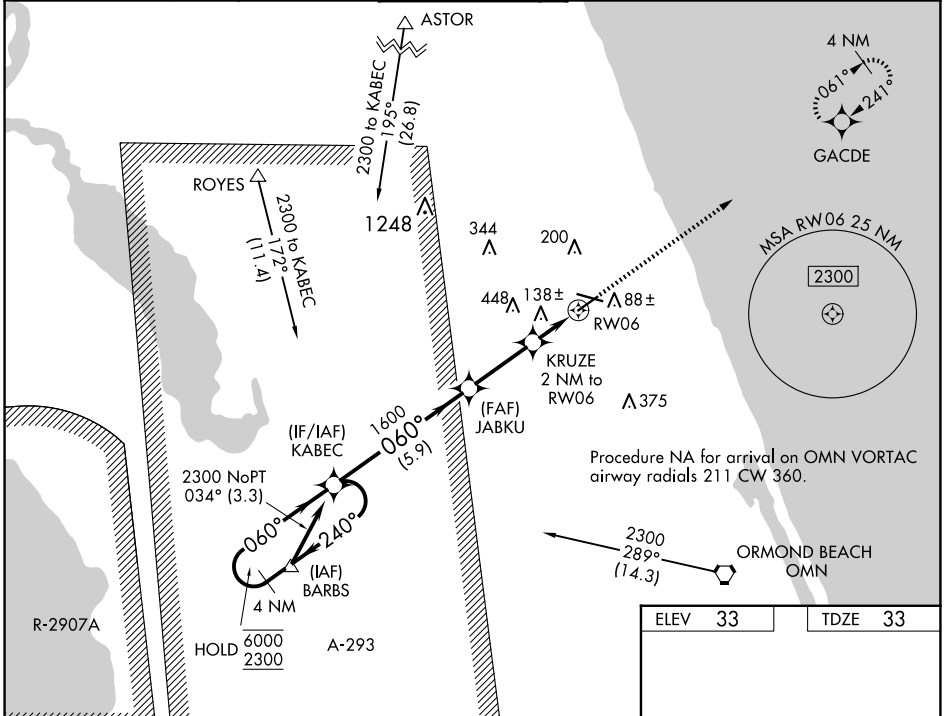 ASTOR
2300 to KABEC
195°
(26.8)
4 NM
061°
241°
GACDE
ROYES
2300 to KABEC
172°
(11.4)
1248
344
200
MSA RW06 25 NM
2300
448
138±
88±
RW06
KRUZE
2 NM to
RW06
375
(FAF)
JABKU
1600
060°
(5.9)
(IF/IAF)
KABEC
2300 NoPT
034° (3.3)
Procedure NA for arrival on OMN VORTAC
airway radials 211 CW 360.
060°
240°
2300
289°
(14.3)
ORMOND BEACH
OMN
(IAF)
BARBS
4 NM
R-2907A
HOLD
6000
2300
A-293
ELEV 33
TDZE 33